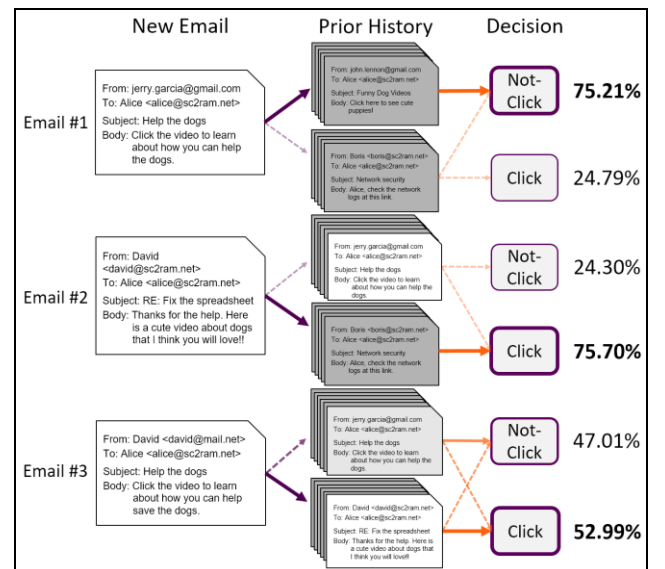 New Email Prior History Decision
Email #1
From: jerry.garcia@gmail.com
To: Alice <alice@sc2ram.net>
Subject: Help the dogs
Body: Click the video to learn
about how you can help
the dogs.
From: john.lennon@gmail.com
To: Alice <alice@sc2ram.net>
Subject: Funny Dog Videos
Body: Click here to see cute
puppies!
From: Boris <boris@sc2ram.net>
To: Alice <alice@sc2ram.net>
Subject: Network security
Body: Alice, check the network
logs at this link.
Not-
Click
75.21%
Click
24.79%
Email #2
From: David
<david@sc2ram.net>
To: Alice <alice@sc2ram.net>
Subject: RE: Fix the spreadsheet
Body: Thanks for the help. Here
is a cute video about dogs
that I think you will love!!
From: jerry.garcia@gmail.com
To: Alice <alice@sc2ram.net>
Subject: Help the dogs
Body: Click the video to learn
about how you can help the
dogs.
From: Boris <boris@sc2ram.net>
To: Alice <alice@sc2ram.net>
Subject: Network security
Body: Alice, check the network
logs at this link.
Not-
Click
24.30%
Click
75.70%
Email #3
From: David <david@mail.net>
To: Alice <alice@sc2ram.net>
Subject: Help the dogs
Body: Click the video to learn
about how you can help
save the dogs.
From: jerry.garcia@gmail.com
To: Alice <alice@sc2ram.net>
Subject: Help the dogs
Body: Click the video to learn
about how you can help the
dogs.
From: David <david@sc2ram.net>
To: Alice <alice@sc2ram.net>
Subject: RE: Fix the spreadsheet
Body: Thanks for the help. Here is
a cute video about dogs that
I think you will love!!
Not-
Click
47.01%
Click
52.99%